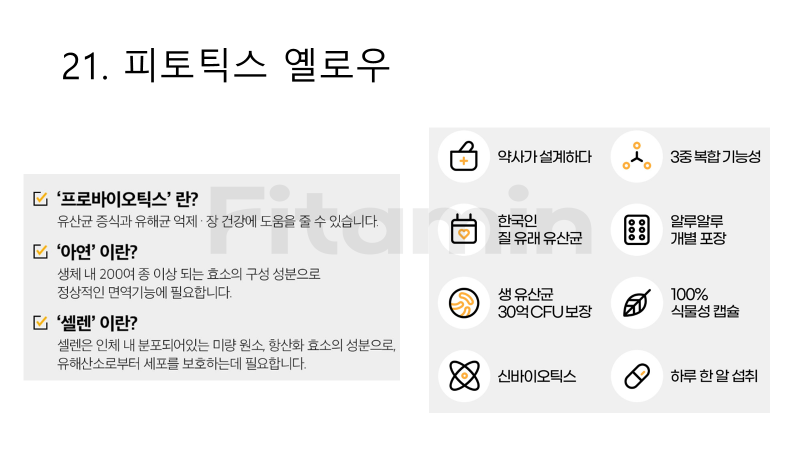 21. 피토틱스 옐로우
Fitamin
‘프로바이오틱스’ 란?
유산균 증식과 유해균 억제 · 장 건강에 도움을 줄 수 있습니다.
‘아연’ 이란?
생체 내 200여 종 이상 되는 효소의 구성 성분으로
정상적인 면역기능에 필요합니다.
‘셀렌’ 이란?
셀렌은 인체 내 분포되어있는 미량 원소, 항산화 효소의 성분으로,
유해산소로부터 세포를 보호하는데 필요합니다.
약사가 설계하다
3중 복합 기능성
한국인
질 유래 유산균
알루알루
개별 포장
생 유산균
30억 CFU 보장
100%
식물성 캡슐
신바이오틱스
하루 한 알 섭취